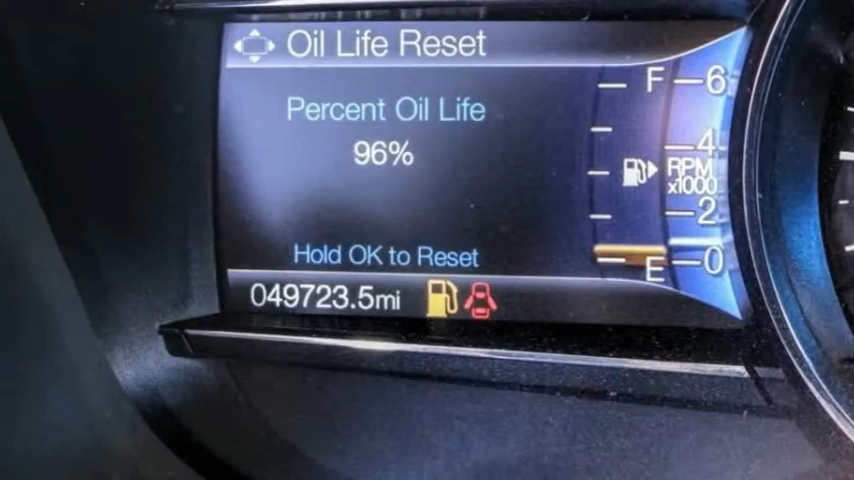 Oil Life Reset
Percent Oil Life
96%
Hold OK to Reset
049723.5mi
F
E
6
4
RPM
x1000
2
0